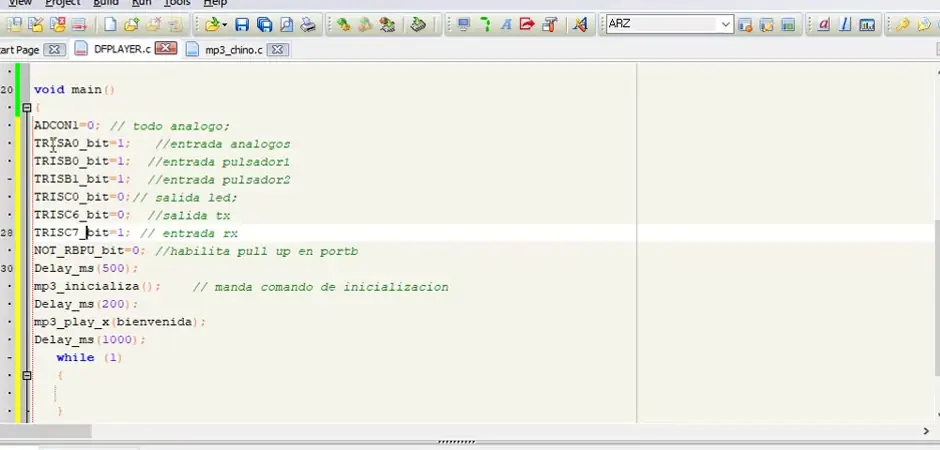 View Project Build Run Tools Help
ARZ
art Page DFPLAYER.c mp3_chino.c
20 void main()
{
ADCON1=0; // todo analogo;
TRISA0_bit=1; //entrada analogos
TRISB0_bit=1; //entrada pulsador1
TRISB1_bit=1; //entrada pulsador2
TRISC0_bit=0;// salida led;
TRISC6_bit=0; //salida tx
28 TRISC7_bit=1; // entrada rx
NOT_RBPU_bit=0; //habilita pull up en portb
30 Delay_ms(500);
mp3_inicializa(); // manda comando de inicializacion
Delay_ms(200);
mp3_play_x(bienvenida);
Delay_ms(1000);
while (1)
{
}